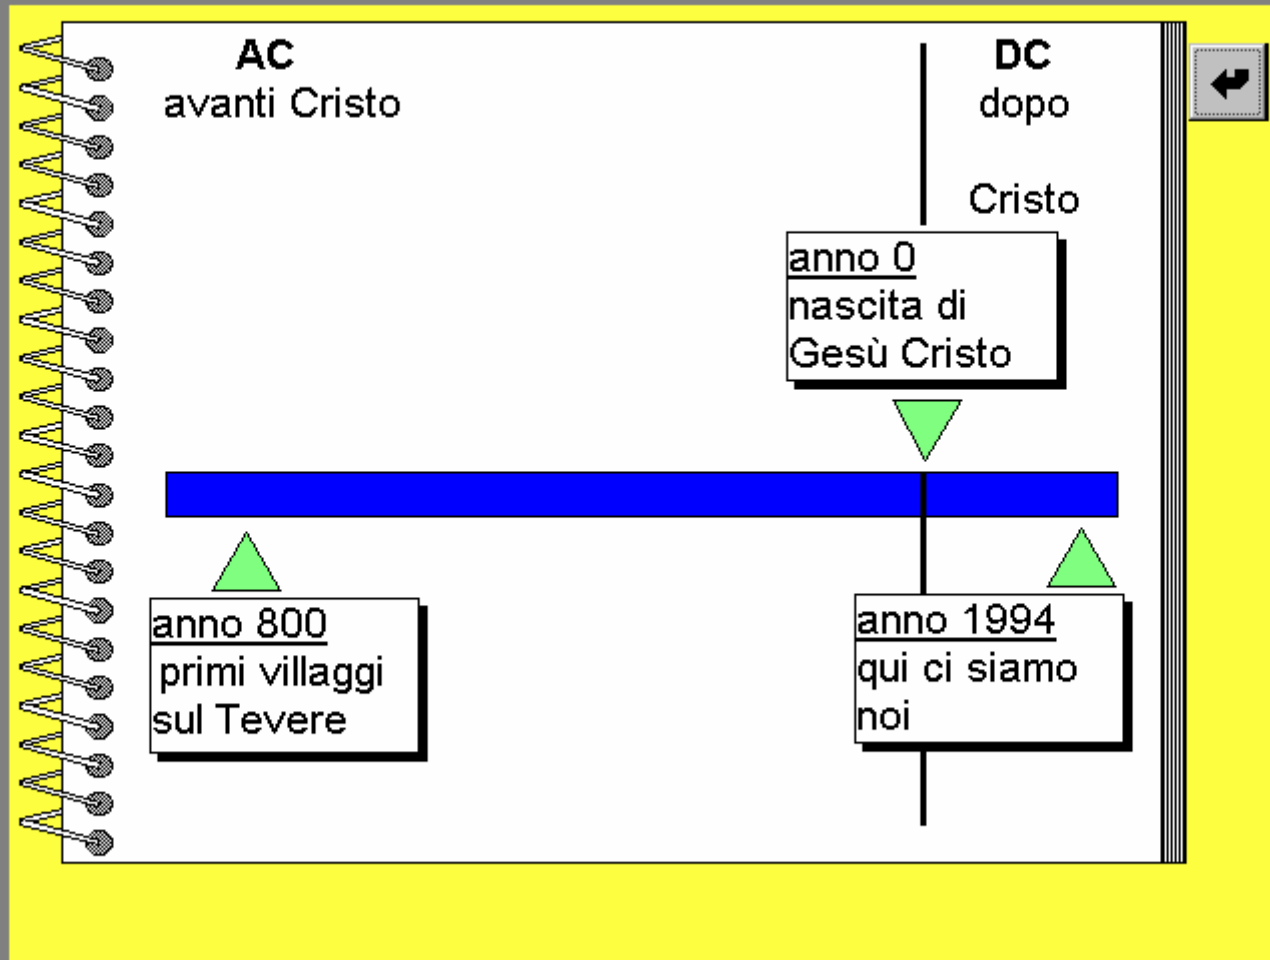 AC
avanti Cristo
DC
dopo
Cristo
anno 0
nascita di
Gesù Cristo
anno 800
primi villaggi
sul Tevere
anno 1994
qui ci siamo
noi